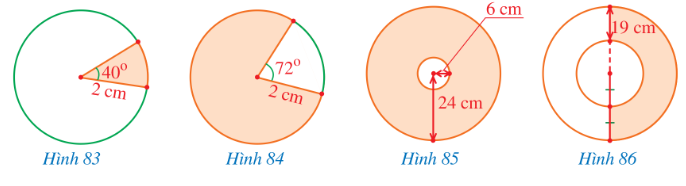 40°
2 cm
Hình 83
72°
2 cm
Hình 84
6 cm
24 cm
Hình 85
19 cm
Hình 86